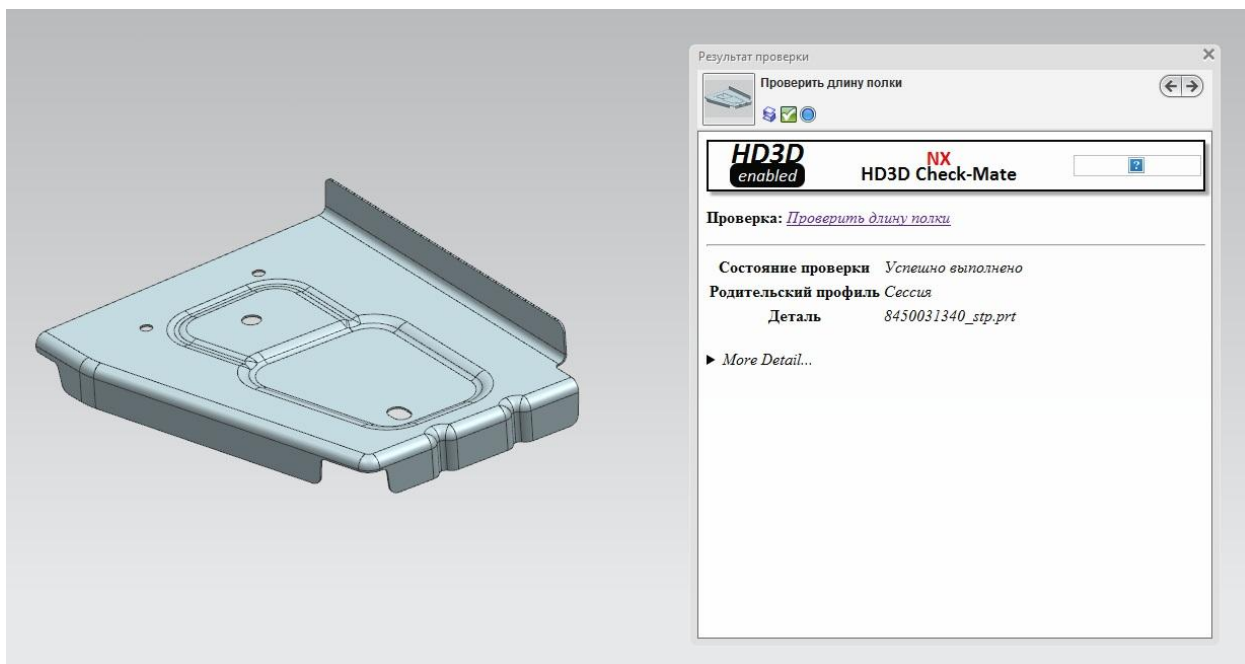 Результат проверки
Проверить длину полки
HD3D
enabled
NX
HD3D Check-Mate
Проверка: Проверить длину полки
Состояние проверки Успешно выполнено
Родительский профиль Сессия
Деталь 8450031340_stp.prt
More Detail...